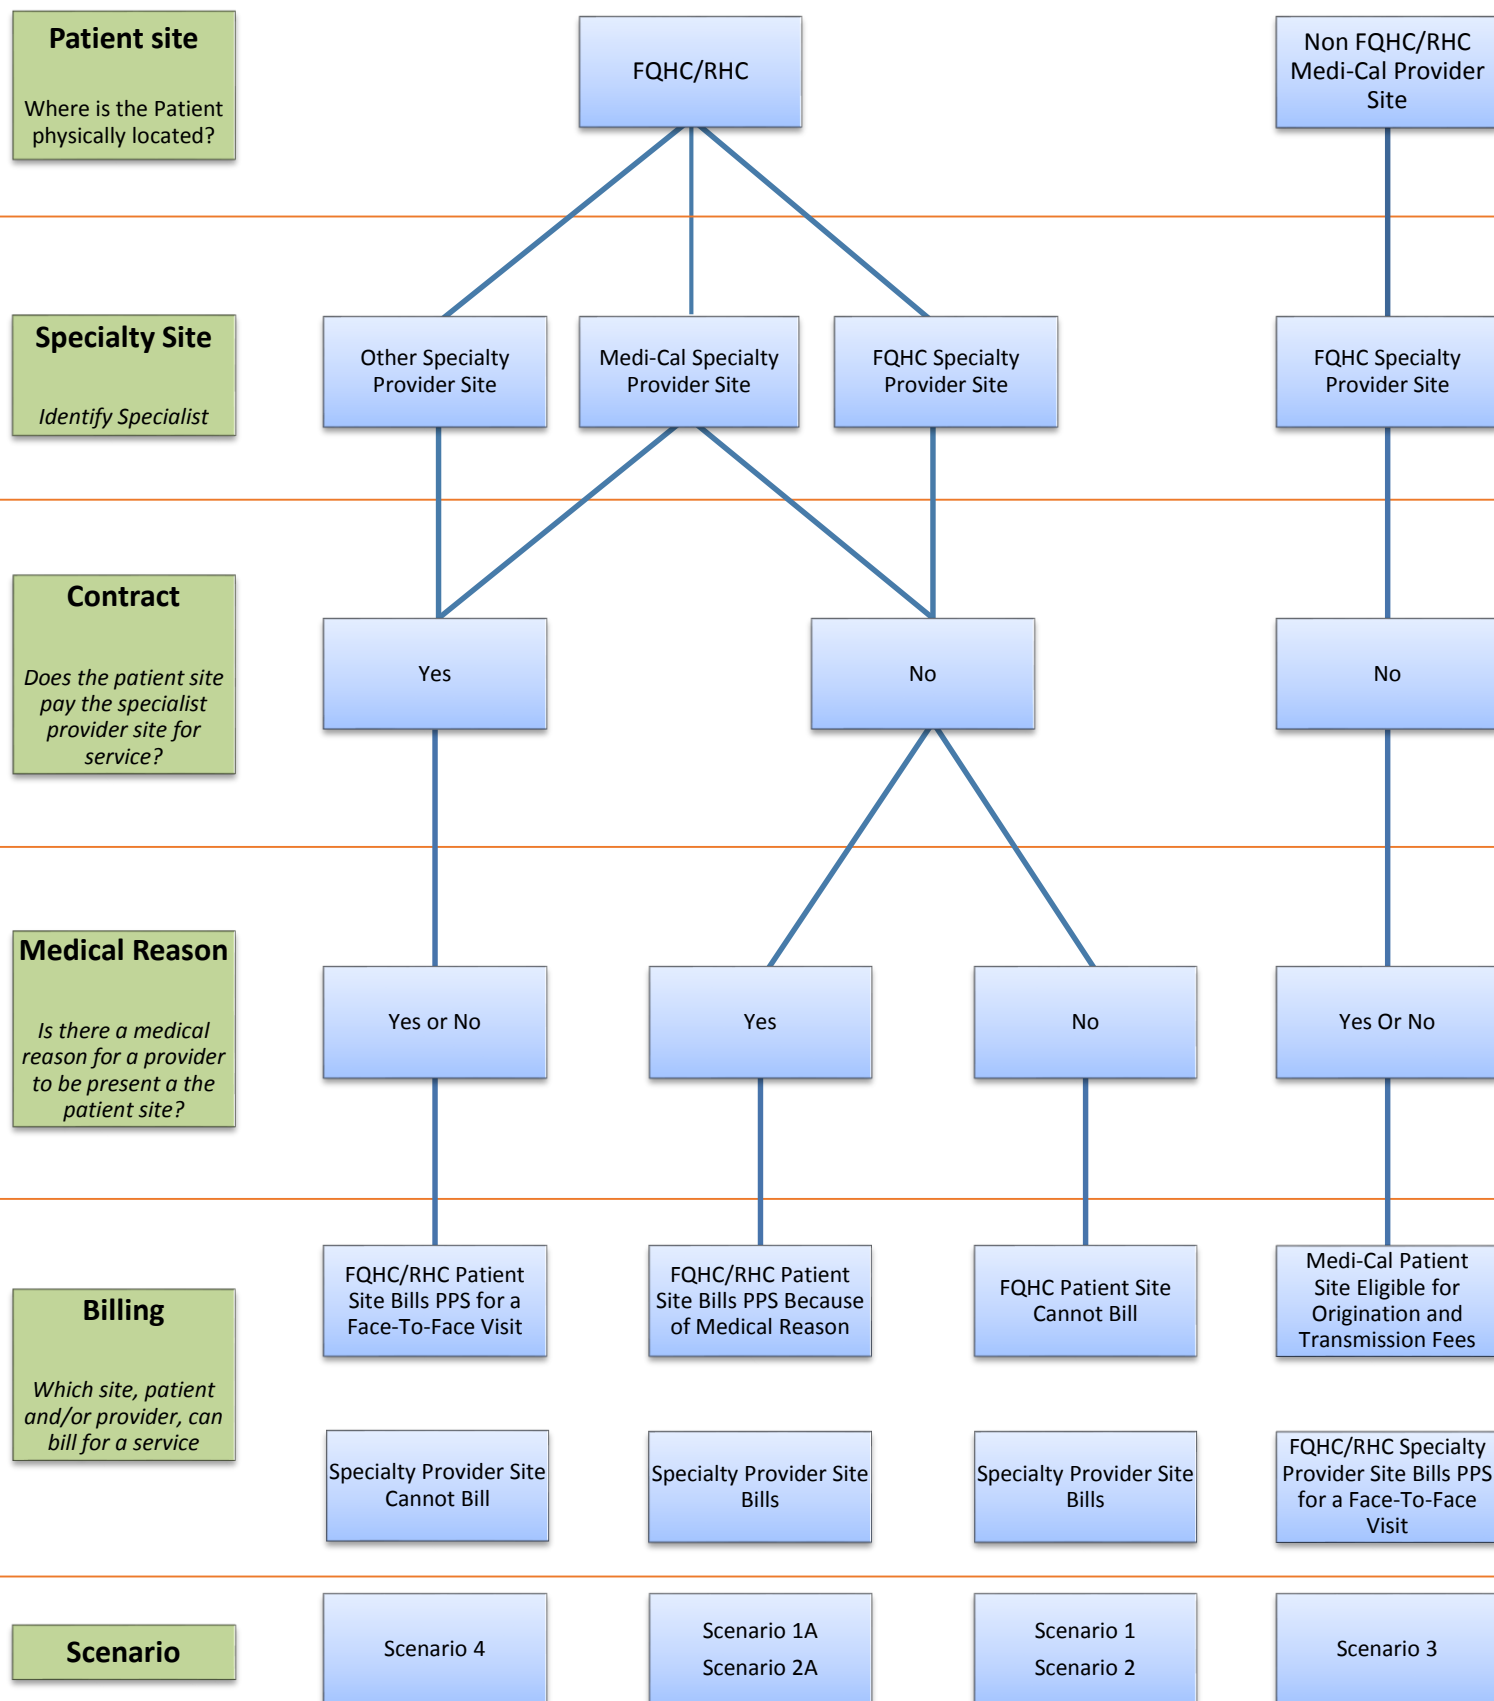 Patient site
Where is the Patient
physically located?
FQHC/RHC
Non FQHC/RHC
Medi-Cal Provider
Site
Specialty Site
Identify Specialist
Other Specialty
Provider Site
Medi-Cal Specialty
Provider Site
FQHC Specialty
Provider Site
FQHC Specialty
Provider Site
Contract
Does the patient site
pay the specialist
provider site for
service?
Yes
No
No
Medical Reason
Is there a medical
reason for a provider
to be present a the
patient site?
Yes or No
Yes
No
Yes Or No
Billing
Which site, patient
and/or provider, can
bill for a service
FQHC/RHC Patient
Site Bills PPS for a
Face-To-Face Visit
FQHC/RHC Patient
Site Bills PPS Because
of Medical Reason
FQHC Patient Site
Cannot Bill
Medi-Cal Patient
Site Eligible for
Origination and
Transmission Fees
Specialty Provider Site
Cannot Bill
Specialty Provider Site
Bills
Specialty Provider Site
Bills
FQHC/RHC Specialty
Provider Site Bills PPS
for a Face-To-Face
Visit
Scenario
Scenario 4
Scenario 1A
Scenario 2A
Scenario 1
Scenario 2
Scenario 3